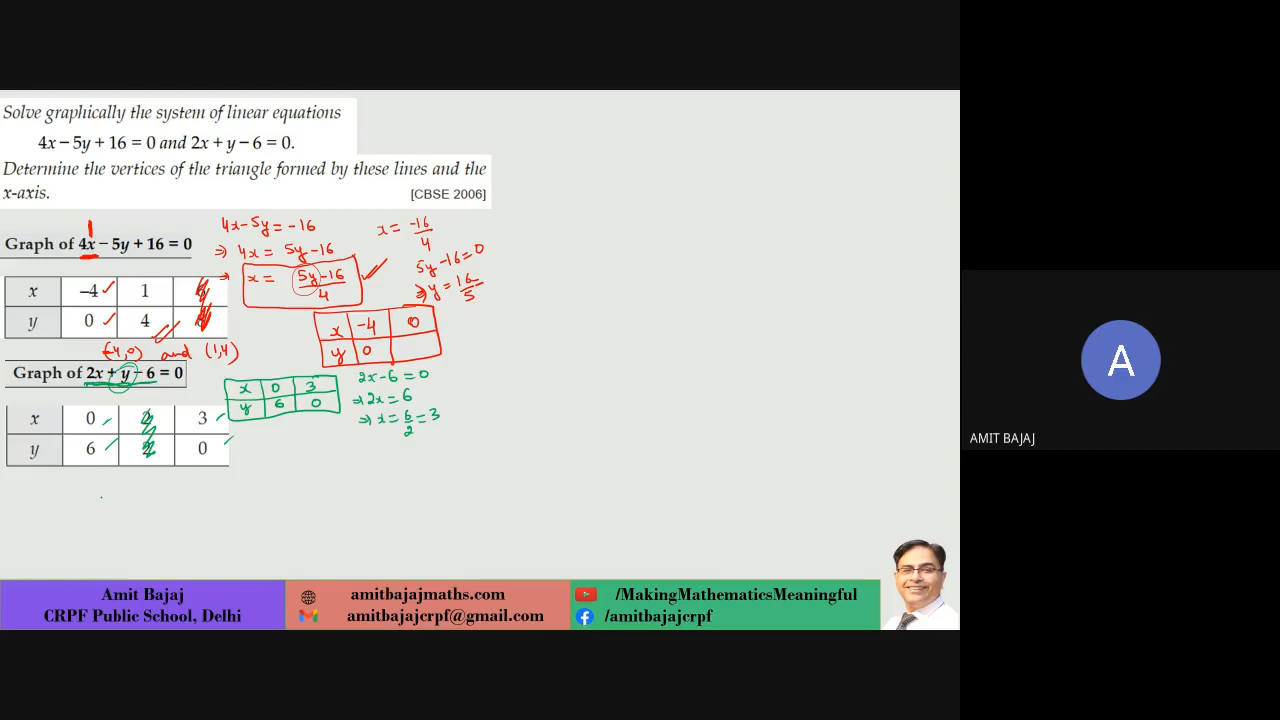 Solve graphically the system of linear equations
4x – 5y + 16 = 0 and 2x + y – 6 = 0.
Determine the vertices of the triangle formed by these lines and the
x-axis.
[CBSE 2006]
Graph of 4x – 5y + 16 = 0
x –4 1
y 0 4
4x – 5y = –16
⇒ 4x = 5y – 16
⇒ x = (5y – 16)/4
x = –16/4
5y – 16 = 0
⇒ y = 16/5
x –4 0
y 0
(–4, 0) and (1, 4)
Graph of 2x + y – 6 = 0
x 0 2 3
y 6 2 0
x 0 3
y 6 0
2x – 6 = 0
⇒ 2x = 6
⇒ x = 6/2 = 3
A
AMIT BAJAJ
Amit Bajaj
CRPF Public School, Delhi
amitbajajmaths.com
amitbajajcrpf@gmail.com
/MakingMathematicsMeaningful
/amitbajajcrpf